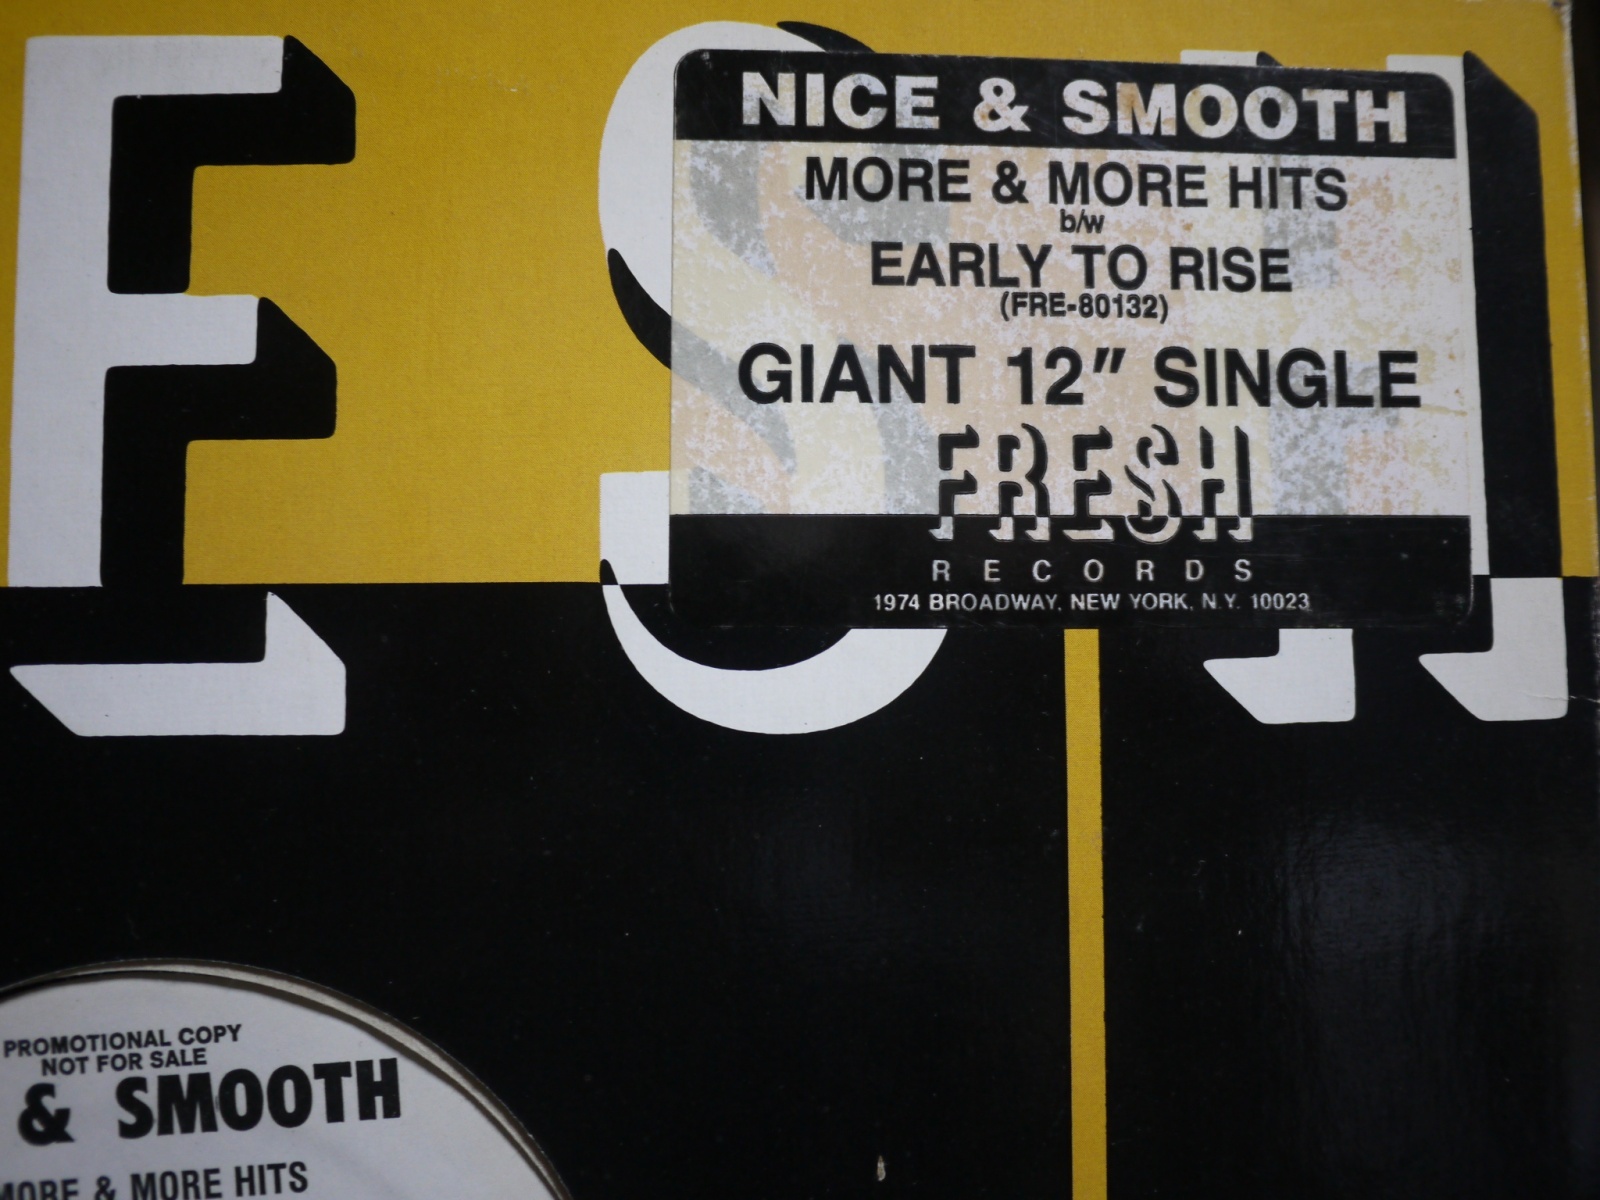 ESH
NICE & SMOOTH
MORE & MORE HITS
b/w
EARLY TO RISE
(FRE-80132)
GIANT 12" SINGLE
FRESH
RECORDS
1974 BROADWAY, NEW YORK, N.Y. 10023
PROMOTIONAL COPY
NOT FOR SALE
& SMOOTH
MORE & MORE HITS